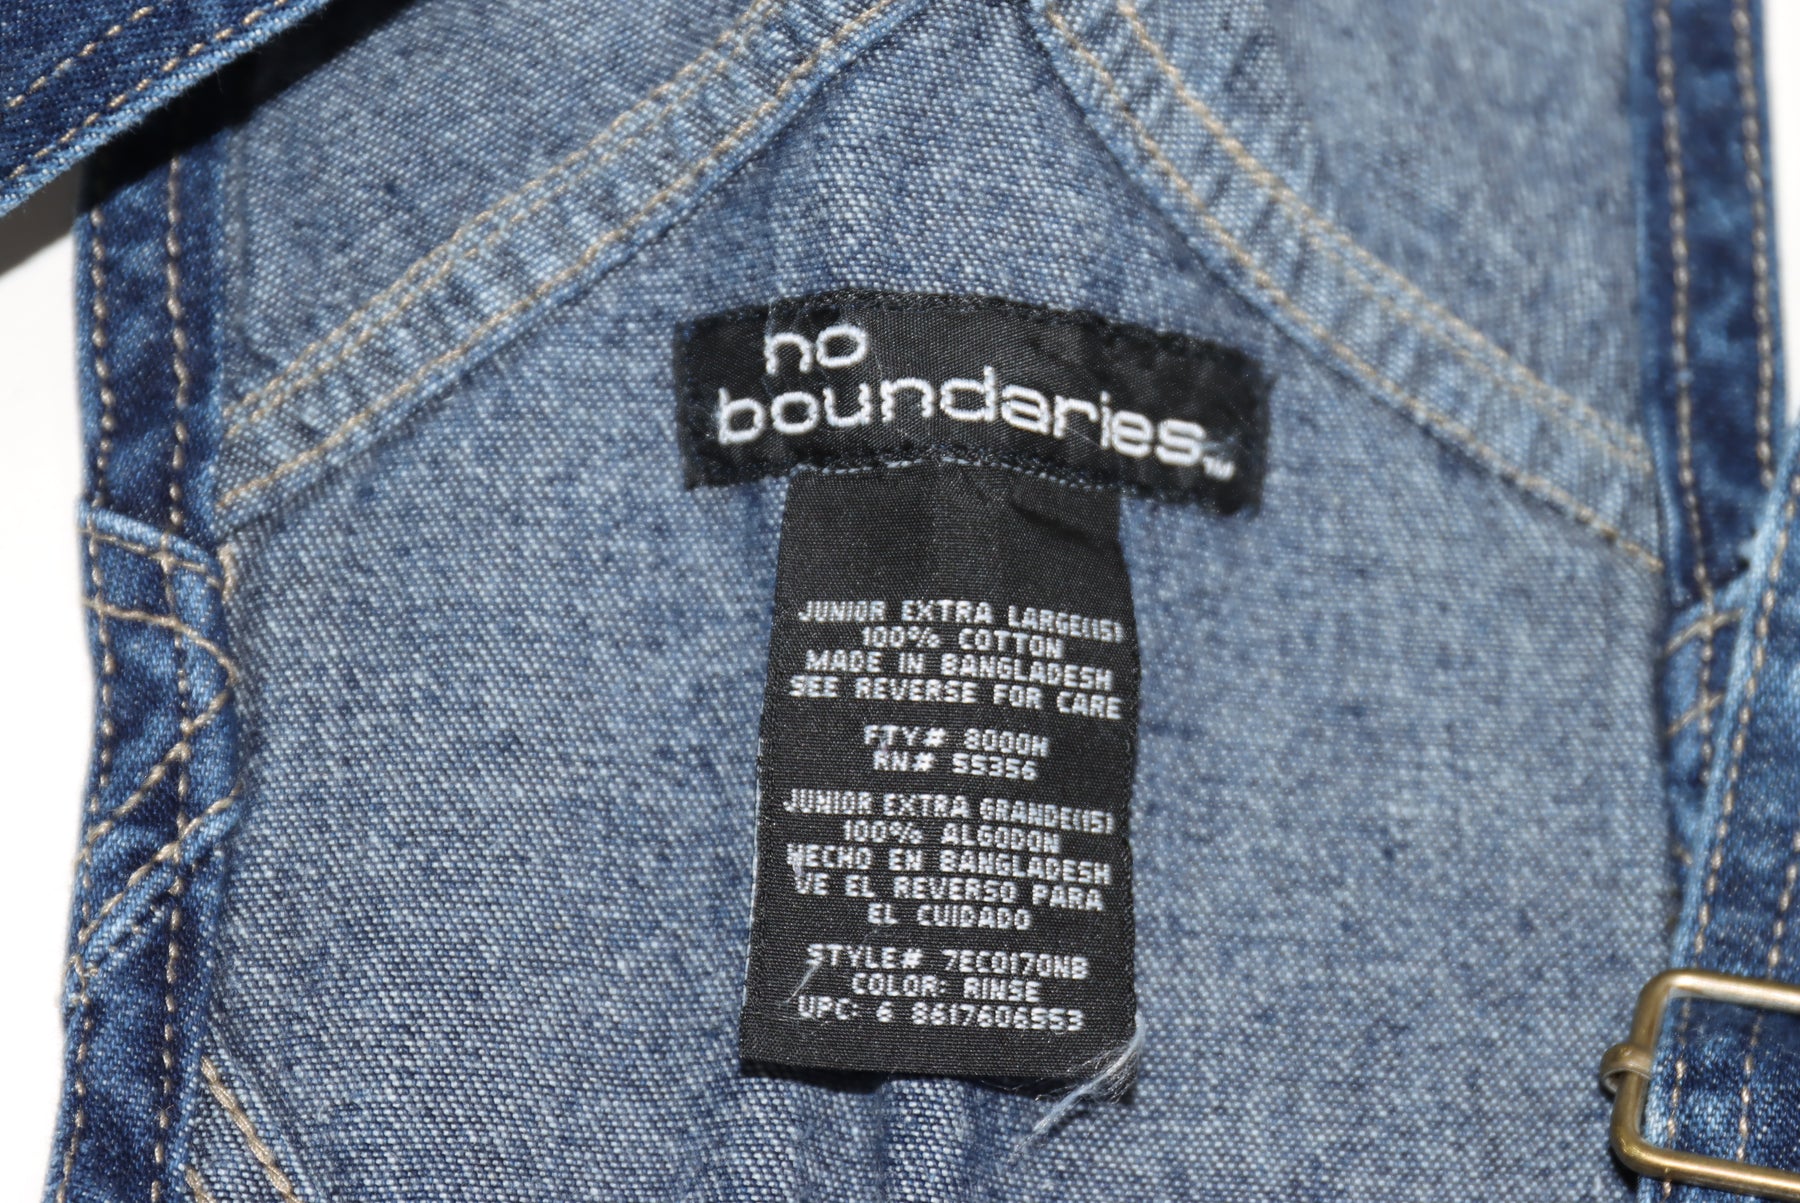 no
boundaries™
JUNIOR EXTRA LARGE(15)
100% COTTON
MADE IN BANGLADESH
SEE REVERSE FOR CARE
FTY# 8000H
RN# 55356
JUNIOR EXTRA GRANDE(15)
100% ALGODON
HECHO EN BANGLADESH
VE EL REVERSO PARA
EL CUIDADO
STYLE# 7EC0170NB
COLOR: RINSE
UPC: 6